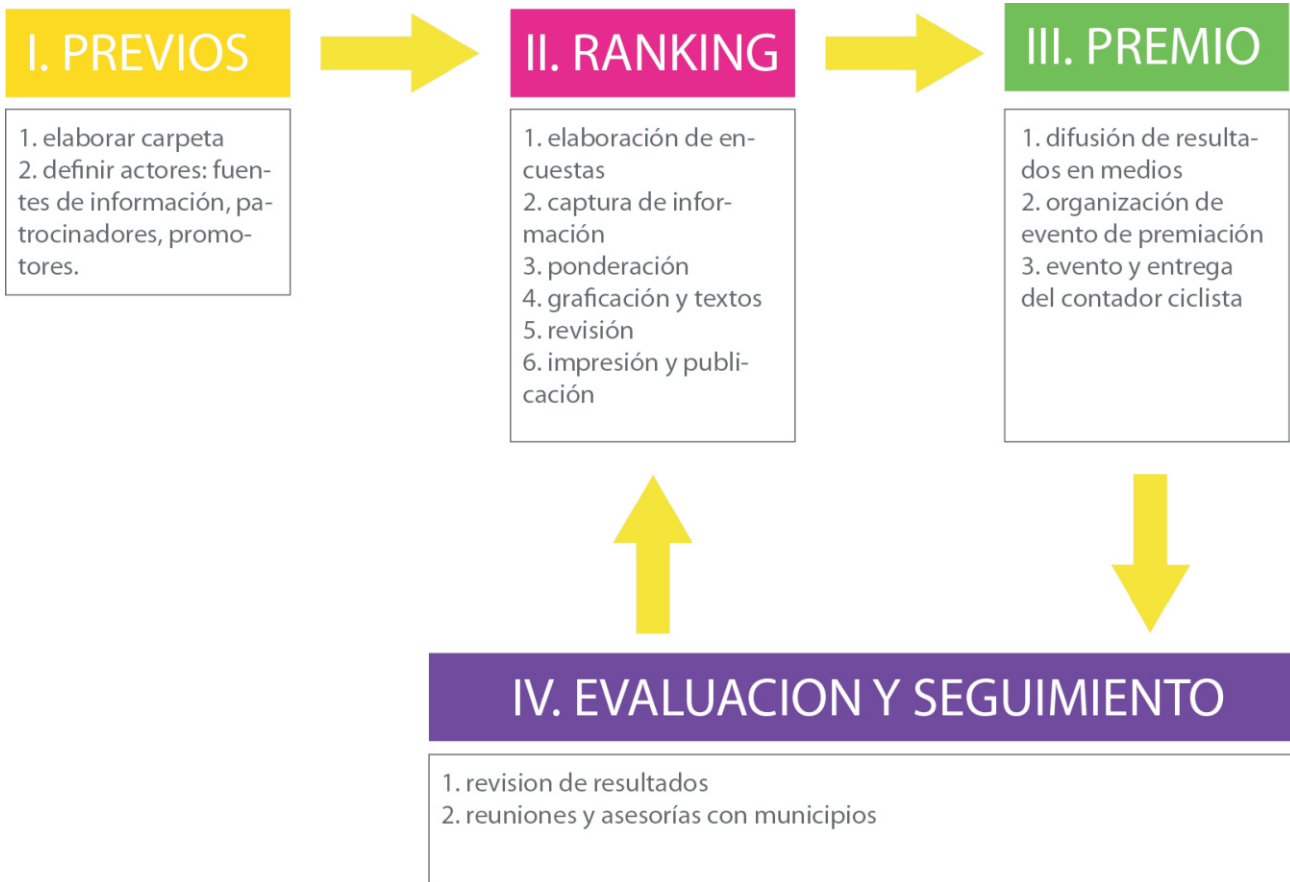 I. PREVIOS
1. elaborar carpeta
2. definir actores: fuen-
tes de información, pa-
trocinadores, promo-
tores.
II. RANKING
1. elaboración de en-
cuestas
2. captura de infor-
mación
3. ponderación
4. graficación y textos
5. revisión
6. impresión y publi-
cación
III. PREMIO
1. difusión de resulta-
dos en medios
2. organización de
evento de premiación
3. evento y entrega
del contador ciclista
IV. EVALUACION Y SEGUIMIENTO
1. revision de resultados
2. reuniones y asesorías con municipios